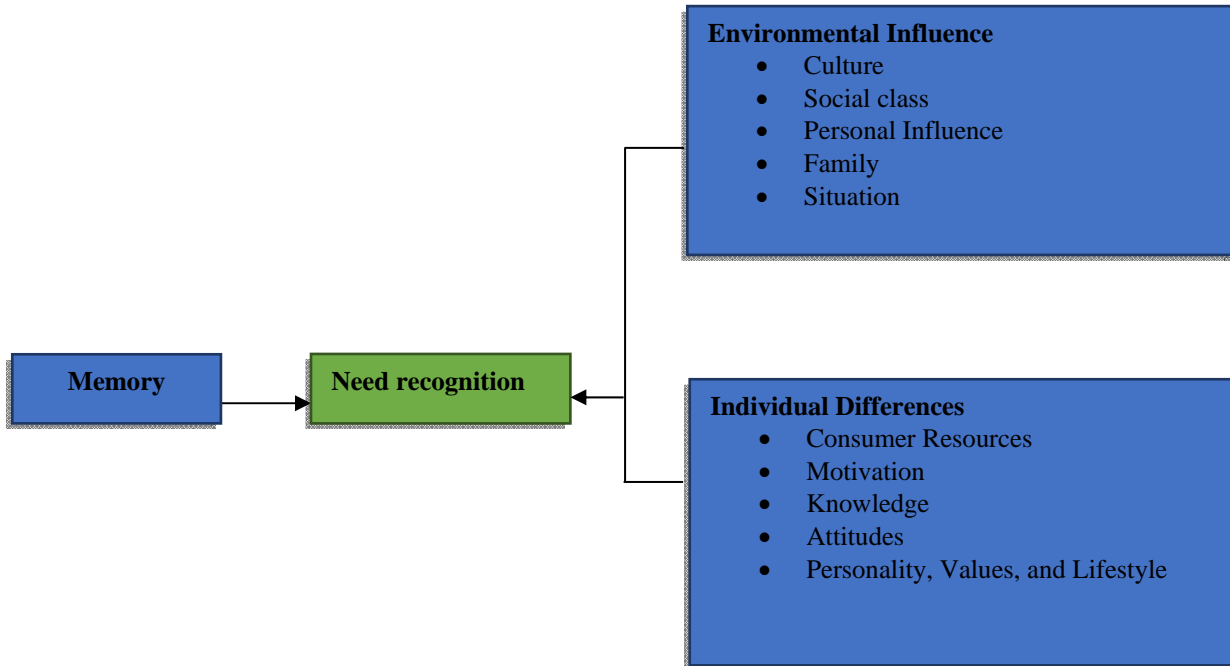 Environmental Influence
• Culture
• Social class
• Personal Influence
• Family
• Situation
Memory
Need recognition
Individual Differences
• Consumer Resources
• Motivation
• Knowledge
• Attitudes
• Personality, Values, and Lifestyle